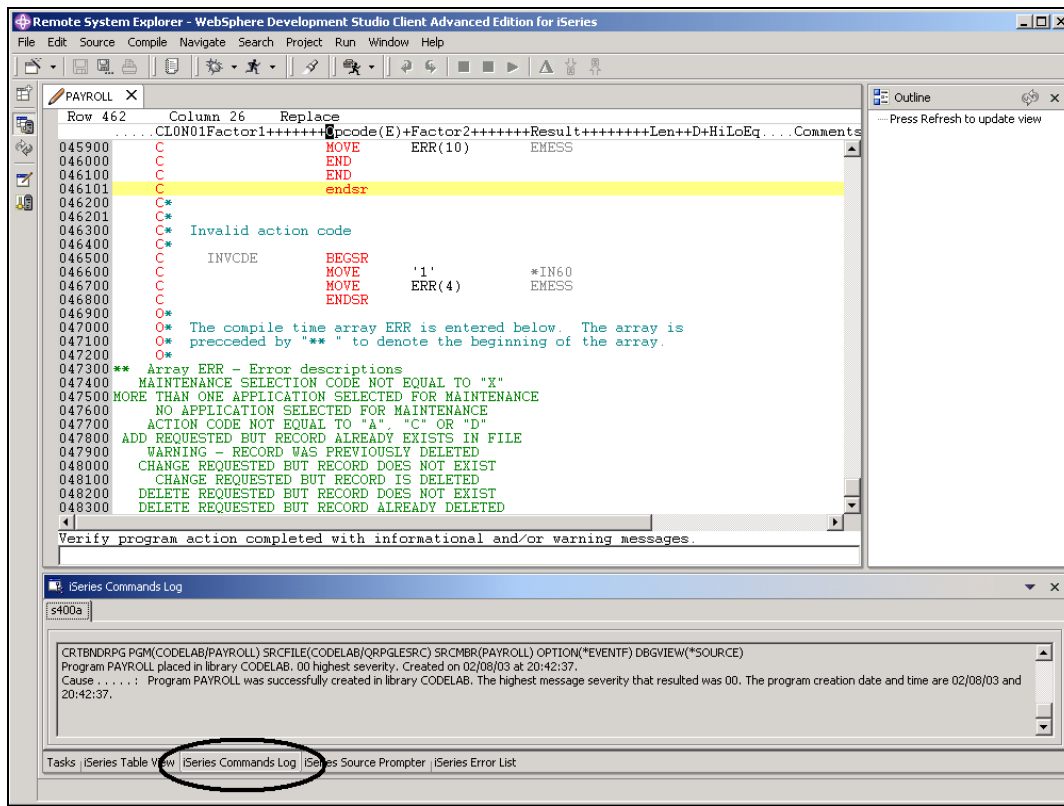 Remote System Explorer - WebSphere Development Studio Client Advanced Edition for iSeries
File Edit Source Compile Navigate Search Project Run Window Help
PAYROLL
Outline
Press Refresh to update view
Row 462 Column 26 Replace
.....CL0N01Factor1+++++++Opcode(E)+Factor2+++++++Result++++++++Len++D+HiLoEq....Comments
045900 C MOVE ERR(10) EMESS
046000 C END
046100 C END
046101 C endsr
046200 C*
046201 C*
046300 C* Invalid action code
046400 C*
046500 C INVCDE BEGSR
046600 C MOVE '1' *IN60
046700 C MOVE ERR(4) EMESS
046800 C ENDSR
046900 O*
047000 O* The compile time array ERR is entered below. The array is
047100 O* precceded by "** " to denote the beginning of the array.
047200 O*
047300 ** Array ERR - Error descriptions
047400 MAINTENANCE SELECTION CODE NOT EQUAL TO "X"
047500 MORE THAN ONE APPLICATION SELECTED FOR MAINTENANCE
047600 NO APPLICATION SELECTED FOR MAINTENANCE
047700 ACTION CODE NOT EQUAL TO "A", "C" OR "D"
047800 ADD REQUESTED BUT RECORD ALREADY EXISTS IN FILE
047900 WARNING - RECORD WAS PREVIOUSLY DELETED
048000 CHANGE REQUESTED BUT RECORD DOES NOT EXIST
048100 CHANGE REQUESTED BUT RECORD IS DELETED
048200 DELETE REQUESTED BUT RECORD DOES NOT EXIST
048300 DELETE REQUESTED BUT RECORD ALREADY DELETED
Verify program action completed with informational and/or warning messages.
iSeries Commands Log
s400a
CRTBNDRPG PGM(CODELAB/PAYROLL) SRCFILE(CODELAB/QRPGLESRC) SRCMBR(PAYROLL) OPTION(*EVENTF) DBGVIEW(*SOURCE)
Program PAYROLL placed in library CODELAB. 00 highest severity. Created on 02/08/03 at 20:42:37.
Cause . . . . . : Program PAYROLL was successfully created in library CODELAB. The highest message severity that resulted was 00. The program creation date and time are 02/08/03 and
20:42:37.
Tasks iSeries Table View iSeries Commands Log iSeries Source Prompter iSeries Error List